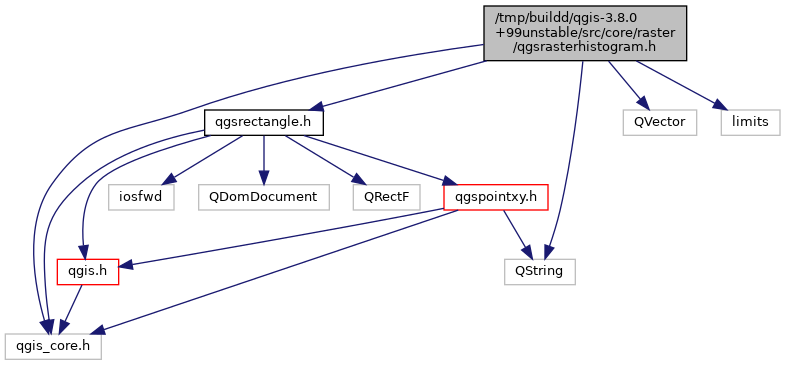 /tmp/buildd/qgis-3.8.0
+99unstable/src/core/raster
/qgsrasterhistogram.h
qgsrectangle.h
QVector
limits
iosfwd
QDomDocument
QRectF
qgspointxy.h
qgis.h
QString
qgis_core.h